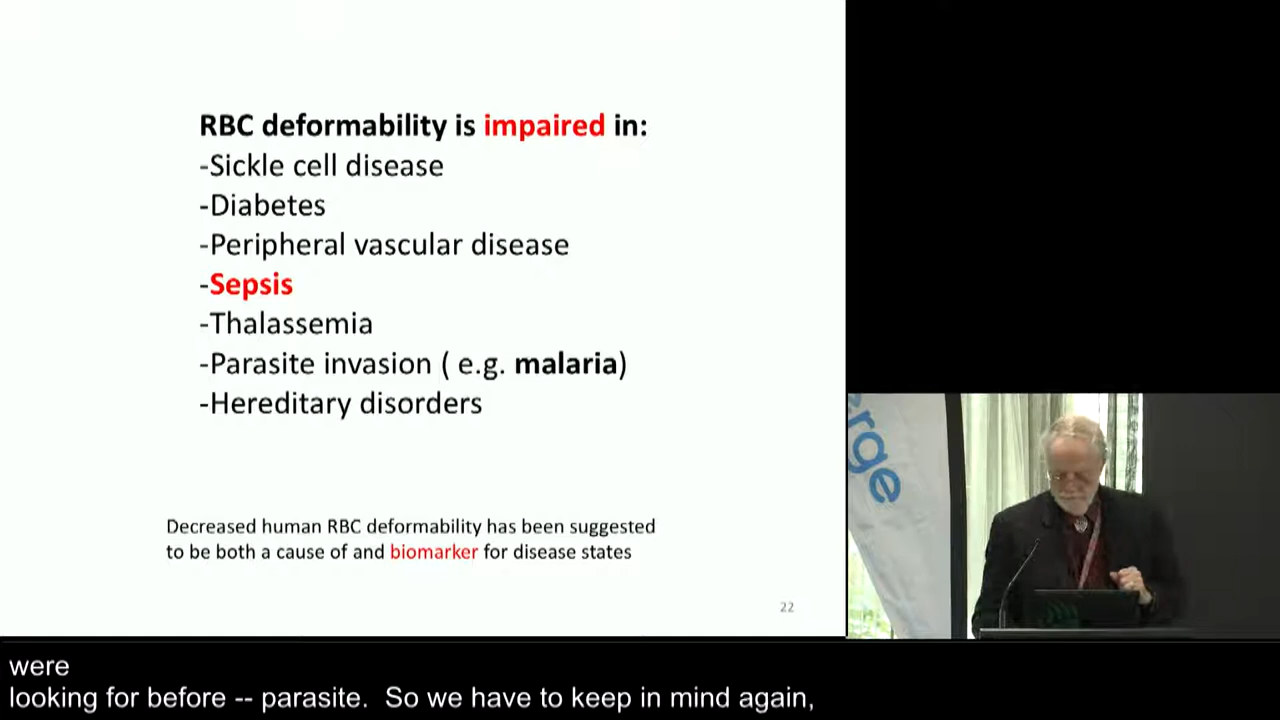 RBC deformability is impaired in:
-Sickle cell disease
-Diabetes
-Peripheral vascular disease
-Sepsis
-Thalassemia
-Parasite invasion ( e.g. malaria)
-Hereditary disorders
Decreased human RBC deformability has been suggested
to be both a cause of and biomarker for disease states
22
erge
were
looking for before -- parasite.  So we have to keep in mind again,